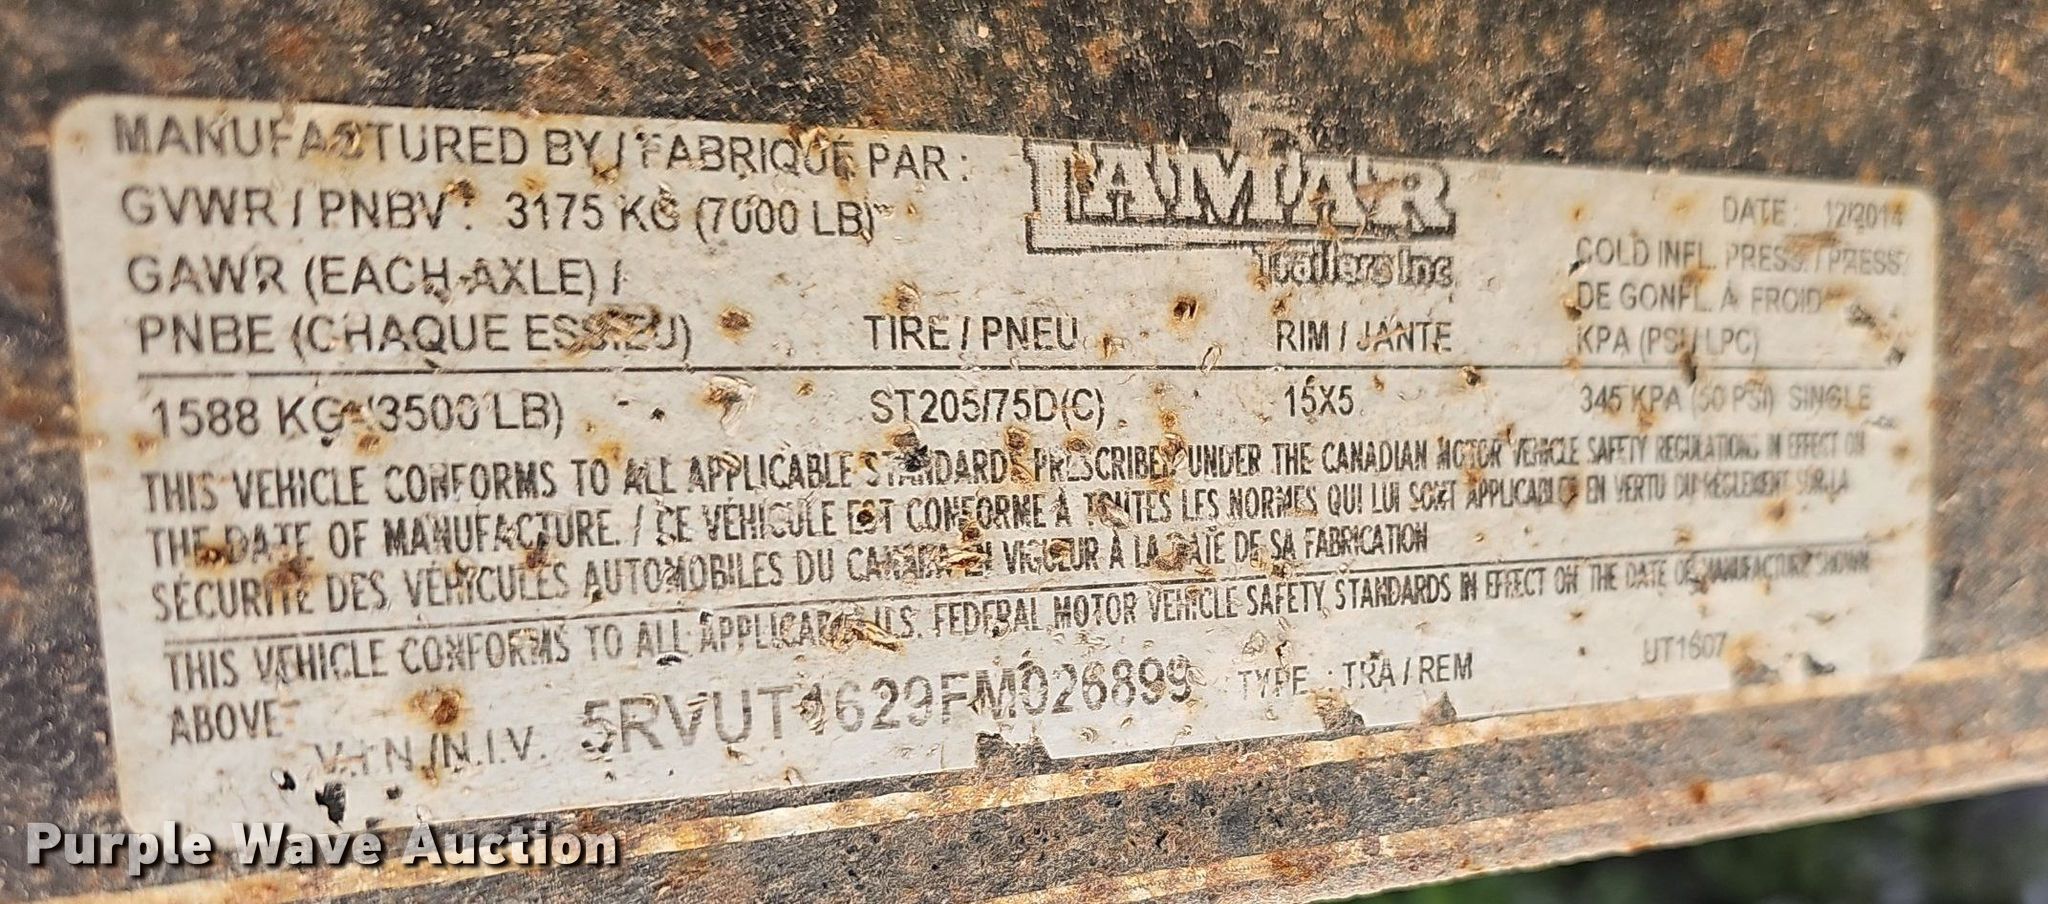 MANUFACTURED BY / FABRIQUÉ PAR : LAMAR
Trailers Inc
DATE : 12/2014
GVWR / PNBV : 3175 KG (7000 LB)
GAWR (EACH AXLE) /
PNBE (CHAQUE ESSIEU)
TIRE / PNEU
RIM / JANTE
COLD INFL. PRESS. / PRESS.
DE GONFL. À FROID
KPA (PSI / LPC)
1588 KG (3500 LB)
ST205/75D(C)
15X5
345 KPA (50 PSI) SINGLE
THIS VEHICLE CONFORMS TO ALL APPLICABLE STANDARDS PRESCRIBED UNDER THE CANADIAN MOTOR VEHICLE SAFETY REGULATIONS IN EFFECT ON
THE DATE OF MANUFACTURE. / CE VÉHICULE EST CONFORME À TOUTES LES NORMES QUI LUI SONT APPLICABLES EN VERTU DU RÈGLEMENT SUR LA
SÉCURITÉ DES VÉHICULES AUTOMOBILES DU CANADA EN VIGUEUR À LA DATE DE SA FABRICATION
THIS VEHICLE CONFORMS TO ALL APPLICABLE U.S. FEDERAL MOTOR VEHICLE SAFETY STANDARDS IN EFFECT ON THE DATE OF MANUFACTURE SHOWN
ABOVE
V.I.N./N.I.V. 5RVUT1629FM026899 TYPE : TRA / REM UT1607
Purple Wave Auction